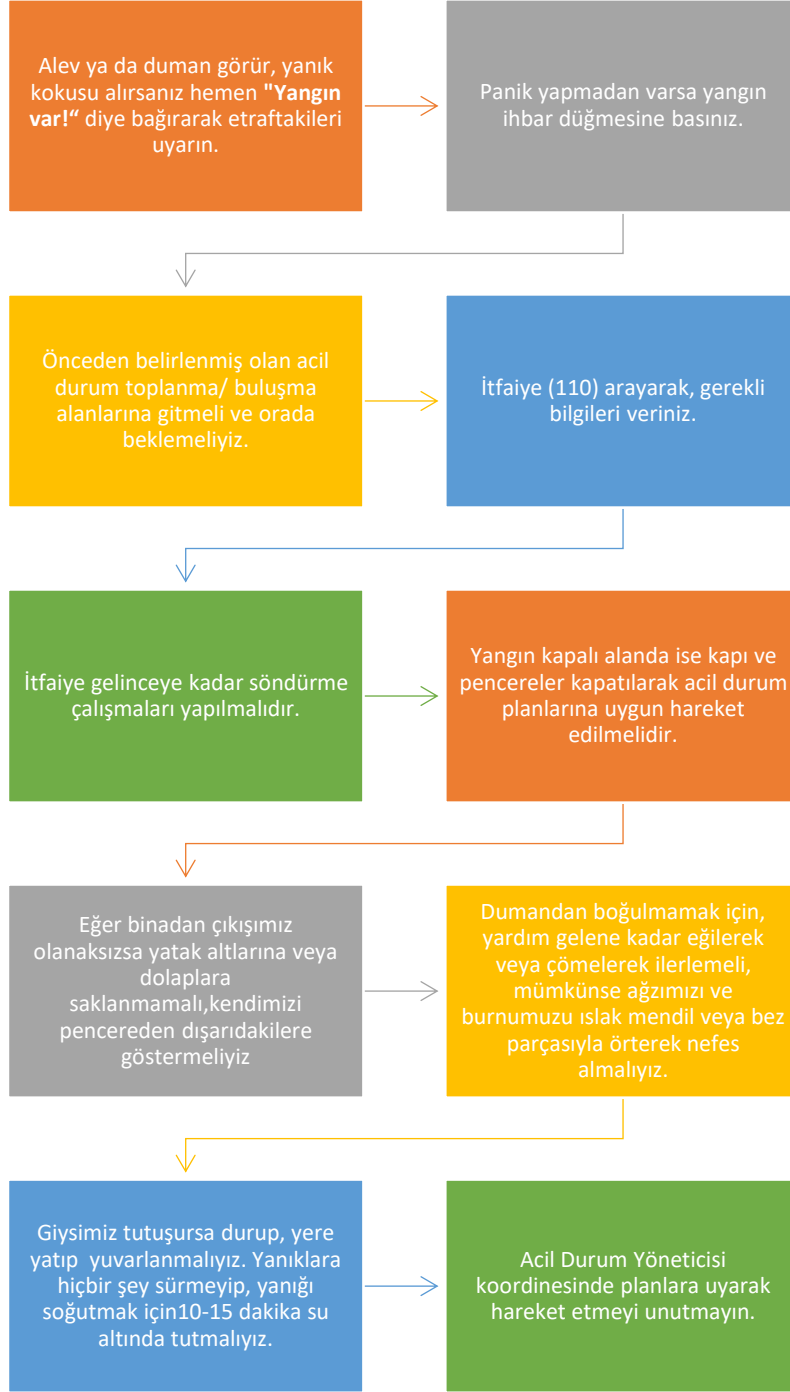 Alev ya da duman görür, yanık
kokusu alırsanız hemen "Yangın
var!“ diye bağırarak etraftakileri
uyarın.
Panik yapmadan varsa yangın
ihbar düğmesine basınız.
Önceden belirlenmiş olan acil
durum toplanma/ buluşma
alanlarına gitmeli ve orada
beklemeliyiz.
İtfaiye (110) arayarak, gerekli
bilgileri veriniz.
İtfaiye gelinceye kadar söndürme
çalışmaları yapılmalıdır.
Yangın kapalı alanda ise kapı ve
pencereler kapatılarak acil durum
planlarına uygun hareket
edilmelidir.
Eğer binadan çıkışımız
olanaksızsa yatak altlarına veya
dolaplara
saklanmamalı,kendimizi
pencereden dışarıdakilere
göstermeliyiz
Dumandan boğulmamak için,
yardım gelene kadar eğilerek
veya çömelerek ilerlemeli,
mümkünse ağzımızı ve
burnumuzu ıslak mendil veya bez
parçasıyla örterek nefes
almalıyız.
Giysimiz tutuşursa durup, yere
yatıp  yuvarlanmalıyız. Yanıklara
hiçbir şey sürmeyip, yanığı
soğutmak için10-15 dakika su
altında tutmalıyız.
Acil Durum Yöneticisi
koordinesinde planlara uyarak
hareket etmeyi unutmayın.